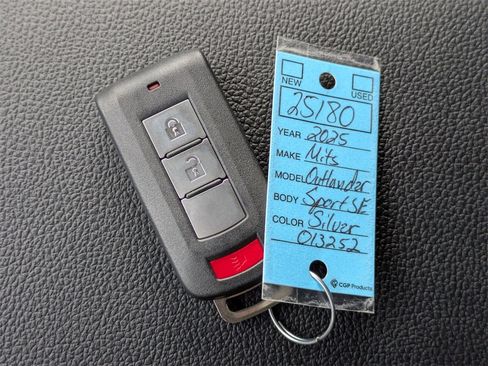 NEW USED
25180
YEAR 2025
MAKE Mits
MODEL Outlander
BODY Sport SE
COLOR Silver
013252
CGP Products